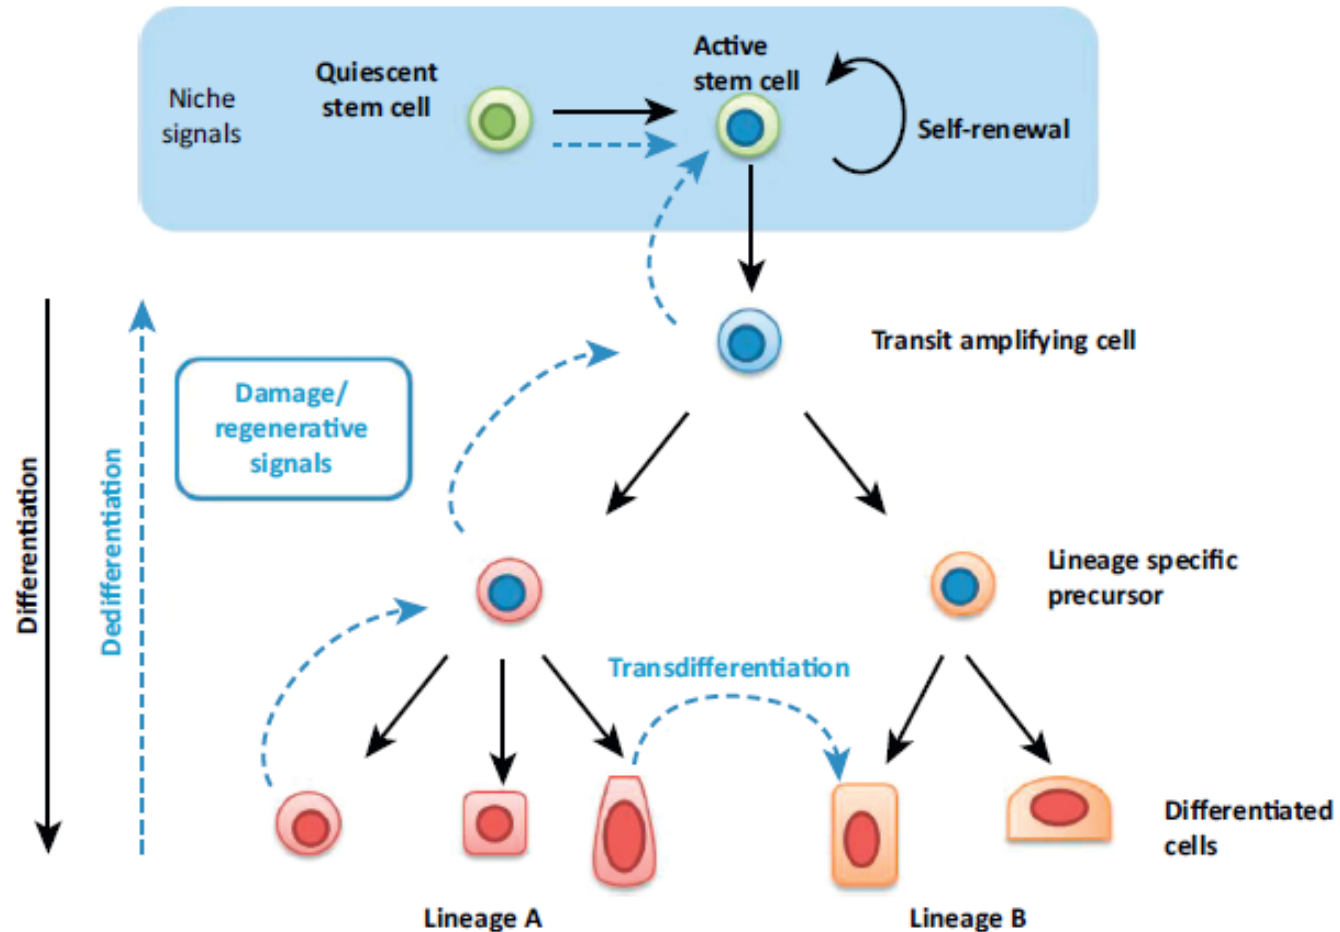 Niche
signals
Quiescent
stem cell
Active
stem cell
Self-renewal
Transit amplifying cell
Damage/
regenerative
signals
Differentiation
Dedifferentiation
Lineage specific
precursor
Transdifferentiation
Differentiated
cells
Lineage A
Lineage B